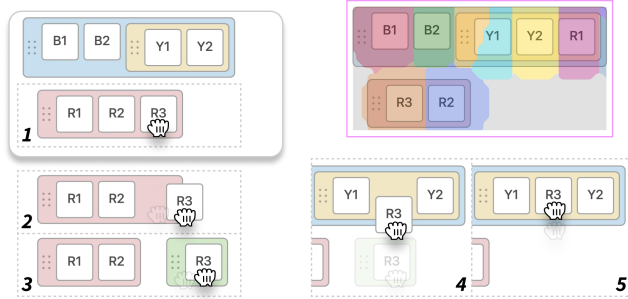 B1 B2 Y1 Y2
R1 R2 R3
1
R1 R2 R3
2
R1 R2 R3
3
B1 B2 Y1 Y2 R1
R3 R2
Y1 R3 Y2
R3
4
Y1 R3 Y2
5